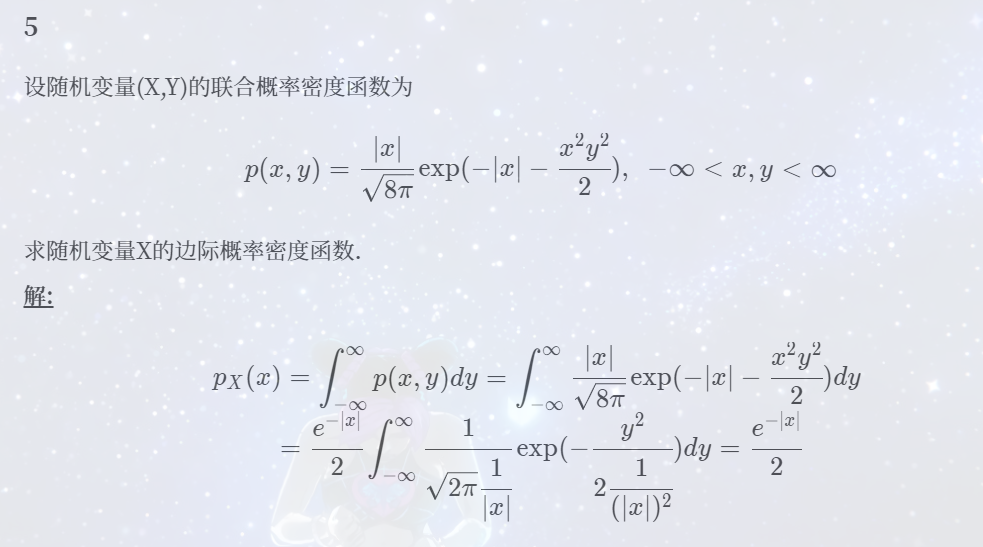 5
设随机变量(X,Y)的联合概率密度函数为
$p(x,y) = \frac{|x|}{\sqrt{8\pi}} \exp(-|x| - \frac{x^2y^2}{2}), \ -\infty < x, y < \infty$
求随机变量X的边际概率密度函数.
解:
$p_X(x) = \int_{-\infty}^{\infty} p(x,y)dy = \int_{-\infty}^{\infty} \frac{|x|}{\sqrt{8\pi}} \exp(-|x| - \frac{x^2y^2}{2})dy$
$= \frac{e^{-|x|}}{2} \int_{-\infty}^{\infty} \frac{1}{\sqrt{2\pi}\frac{1}{|x|}} \exp(-\frac{y^2}{2\frac{1}{(|x|)^2}})dy = \frac{e^{-|x|}}{2}$